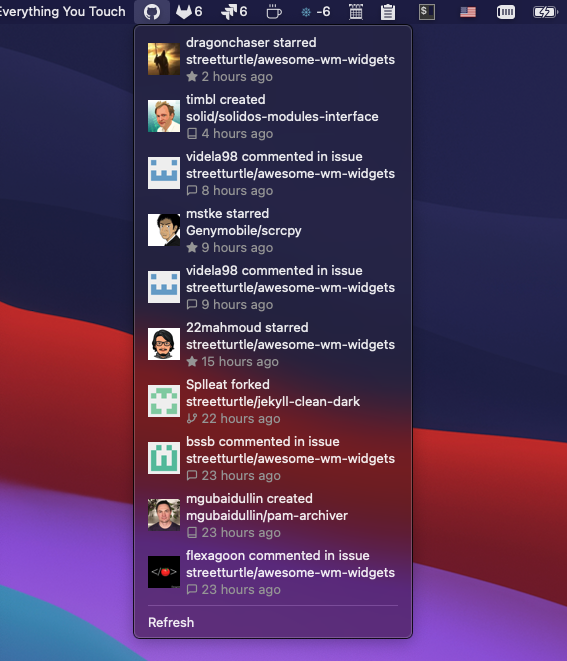 Everything You Touch 6 6 -6 $
dragonchaser starred
streetturtle/awesome-wm-widgets
2 hours ago
timbl created
solid/solidos-modules-interface
4 hours ago
videla98 commented in issue
streetturtle/awesome-wm-widgets
8 hours ago
mstke starred
Genymobile/scrcpy
9 hours ago
videla98 commented in issue
streetturtle/awesome-wm-widgets
9 hours ago
22mahmoud starred
streetturtle/awesome-wm-widgets
15 hours ago
Splleat forked
streetturtle/jekyll-clean-dark
22 hours ago
bssb commented in issue
streetturtle/awesome-wm-widgets
23 hours ago
mgubaidullin created
mgubaidullin/pam-archiver
23 hours ago
</>
flexagoon commented in issue
streetturtle/awesome-wm-widgets
23 hours ago
Refresh